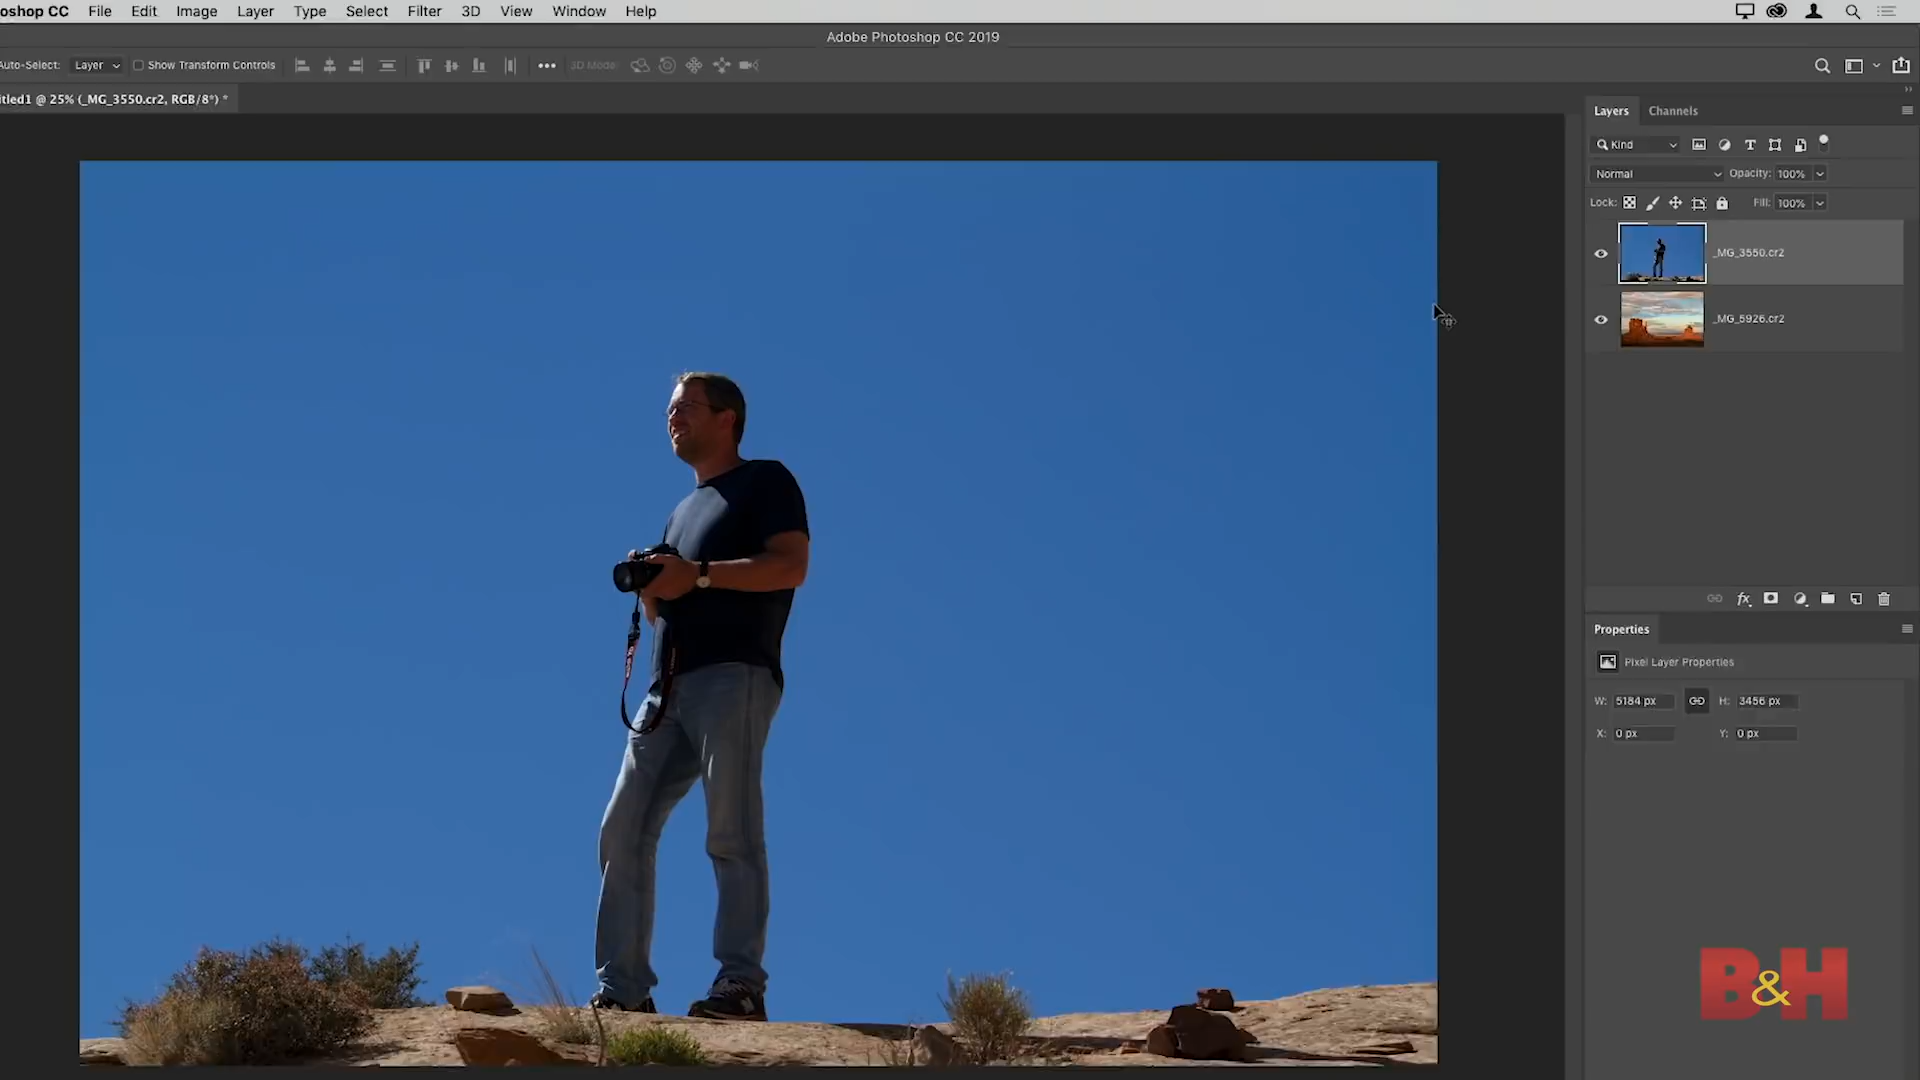 oshop CC File Edit Image Layer Type Select Filter 3D View Window Help
Adobe Photoshop CC 2019
Auto-Select: Layer Show Transform Controls 3D Mode:
itled1 @ 25% (_MG_3550.cr2, RGB/8*) *
Layers Channels
Kind
Normal Opacity: 100%
Lock: Fill: 100%
_MG_3550.cr2
_MG_5926.cr2
fx
Properties
Pixel Layer Properties
W: 5184 px H: 3456 px
X: 0 px Y: 0 px
B&H